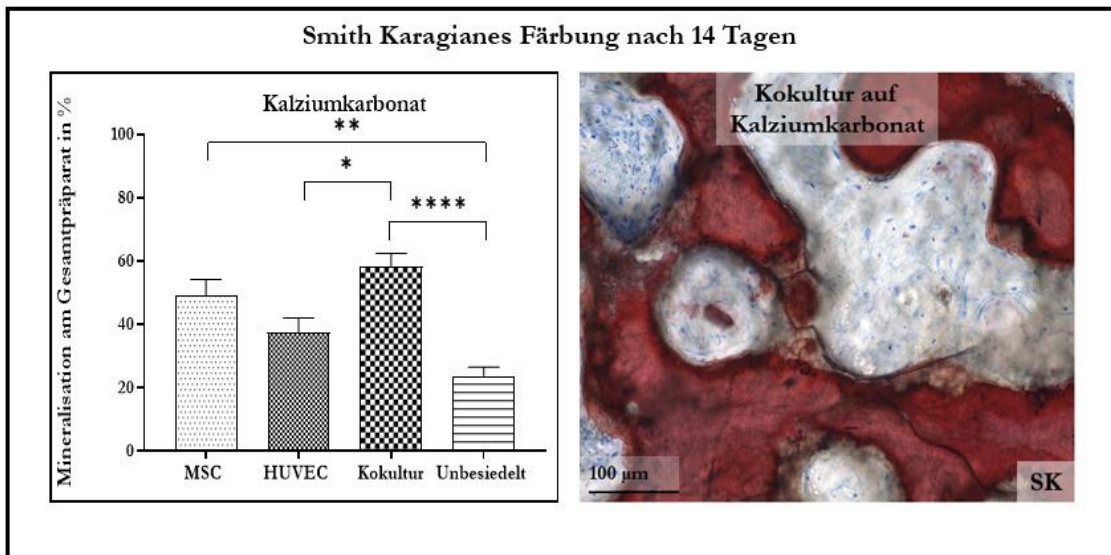 Smith Karagianes Färbung nach 14 Tagen
Mineralisation am Gesamtpräparat in %
Kalziumkarbonat
100
80
60
40
20
0
**
*
****
MSC HUVEC Kokultur Unbesiedelt
Kokultur auf
Kalziumkarbonat
100 µm
SK